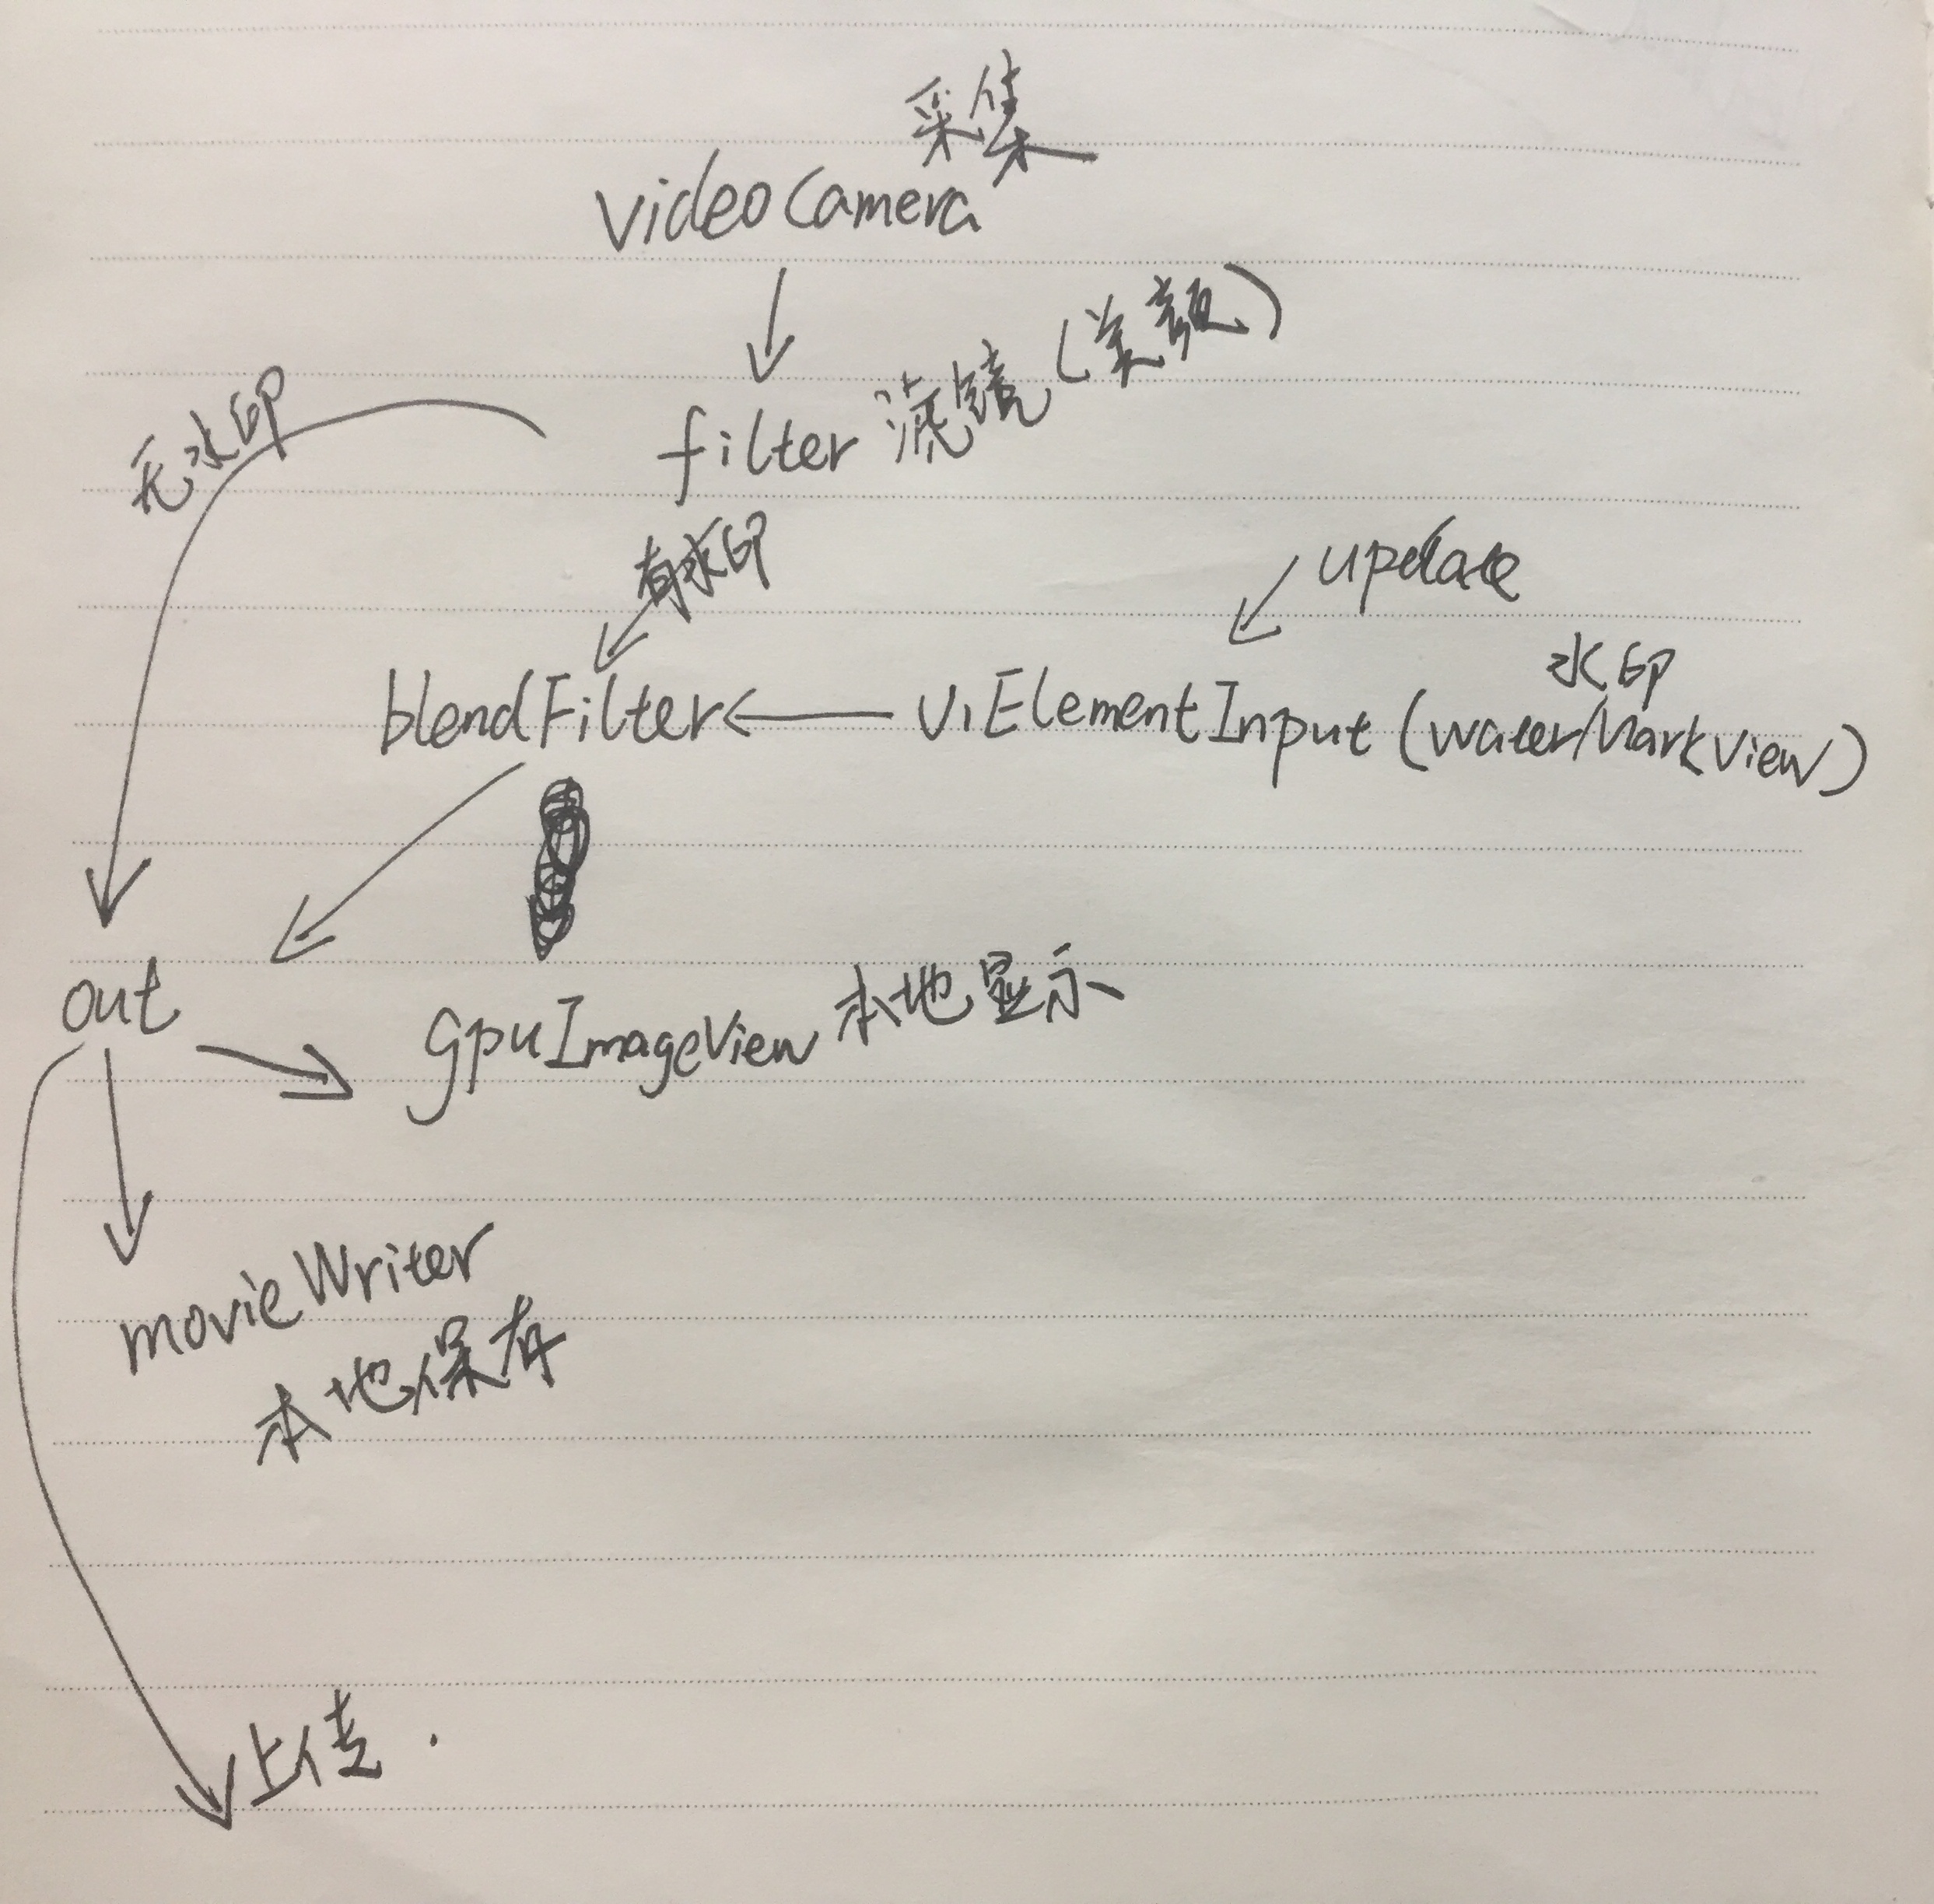 采集
videoCamera
filter 滤镜(美颜)
无水印
有水印
update
水印
blendFilter
uiElementInput (waterMarkView)
out
gpuImageView 本地显示
movieWriter
本地保存
上传.